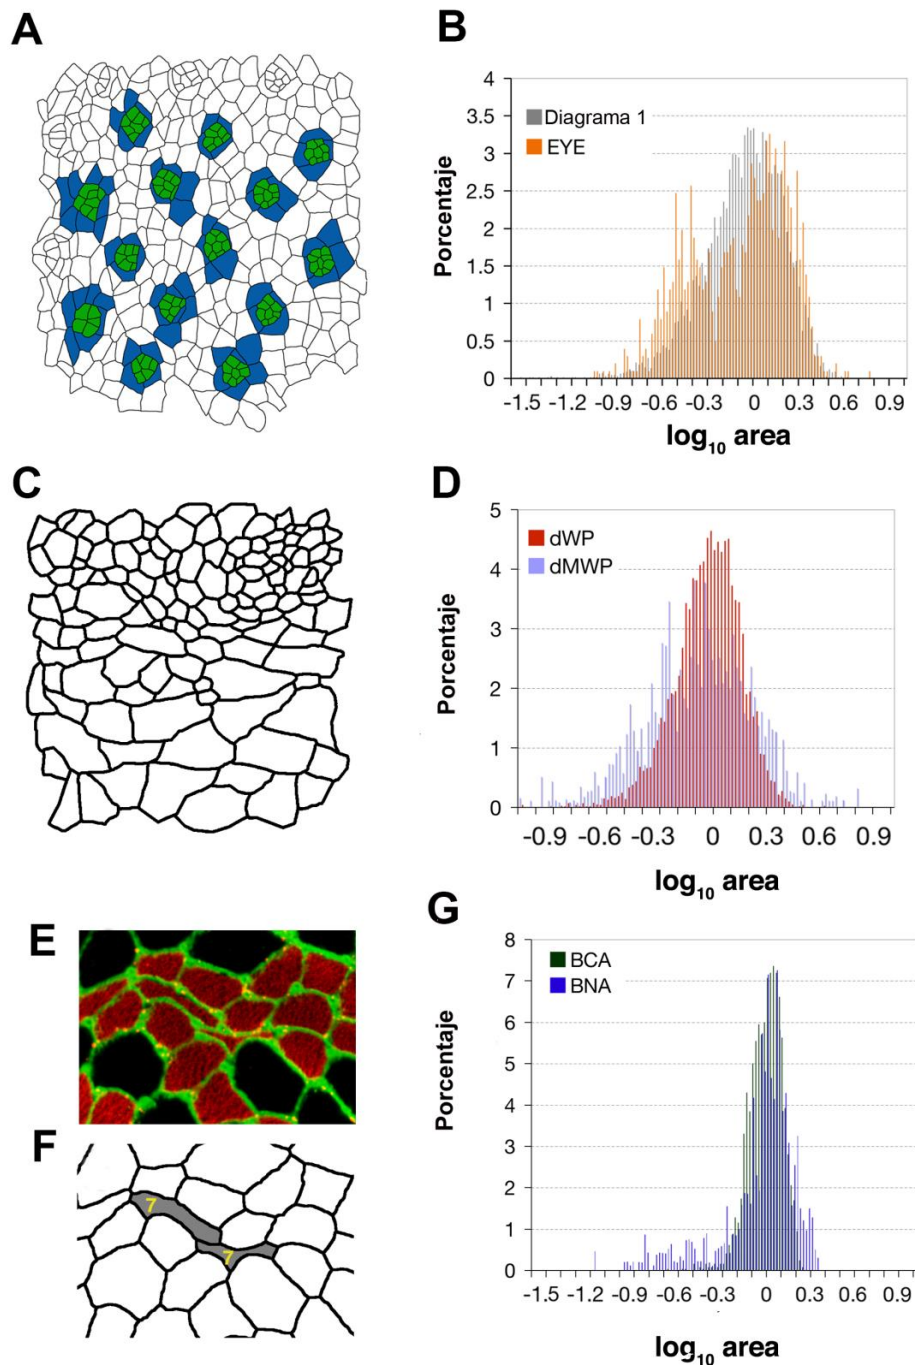 A
B
4
3.5
3
2.5
2
1.5
1
0.5
0
Porcentaje
Diagrama 1
EYE
-1.5 -1.2 -0.9 -0.6 -0.3 0 0.3 0.6 0.9
log10 area
C
D
5
4
3
2
1
0
Porcentaje
dWP
dMWP
-0.9 -0.6 -0.3 0 0.3 0.6 0.9
log10 area
E
F
7
7
G
8
7
6
5
4
3
2
1
0
Porcentaje
BCA
BNA
-1.5 -1.2 -0.9 -0.6 -0.3 0 0.3 0.6 0.9
log10 area